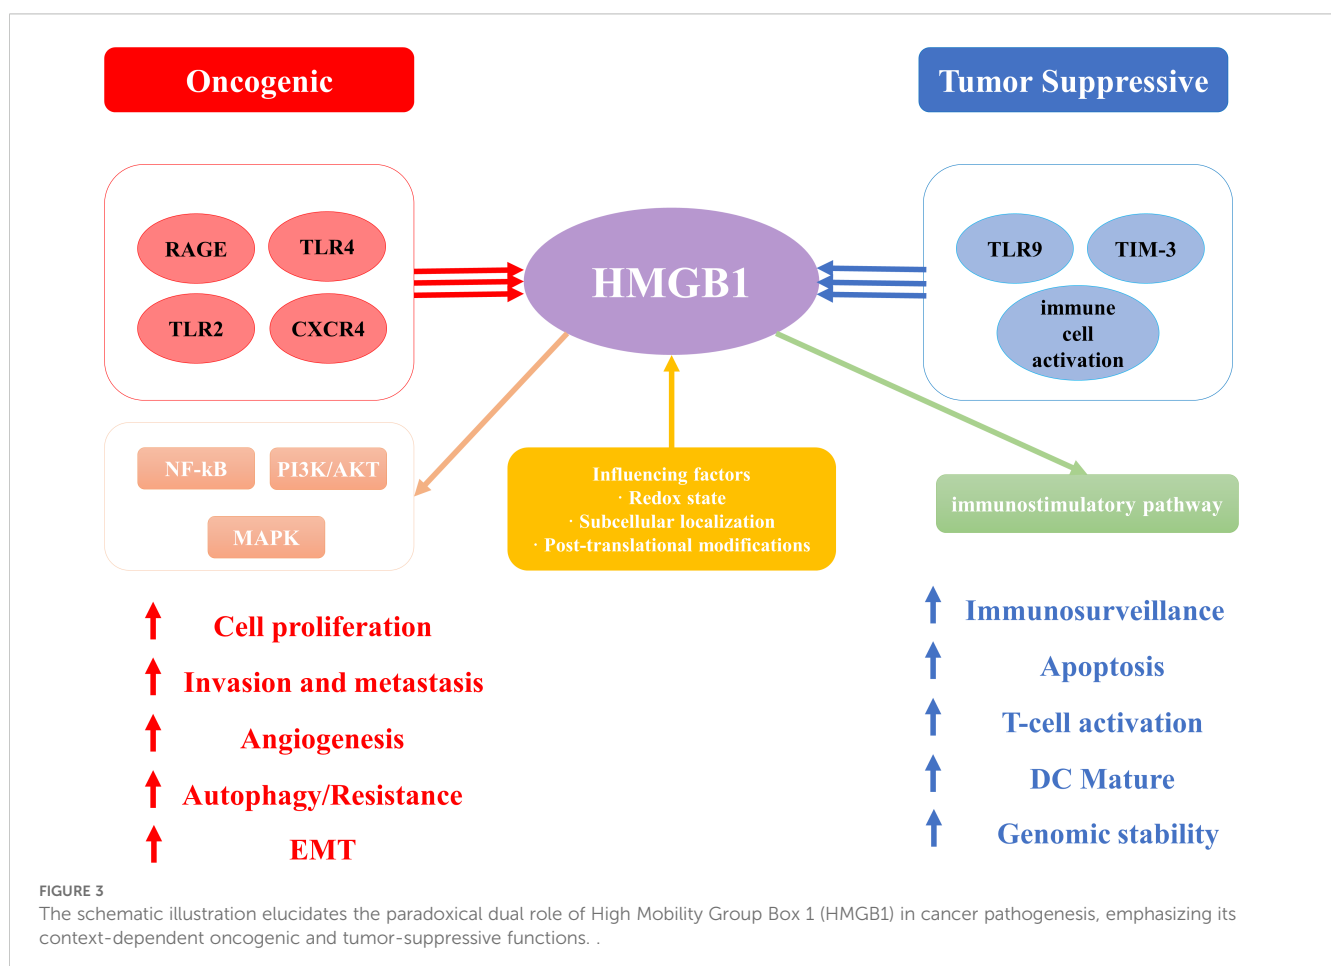 Oncogenic
Tumor Suppressive
RAGE
TLR4
TLR2
CXCR4
HMGB1
TLR9
TIM-3
immune
cell
activation
NF-kB
PI3K/AKT
MAPK
Influencing factors
· Redox state
· Subcellular localization
· Post-translational modifications
immunostimulatory pathway
Cell proliferation
Invasion and metastasis
Angiogenesis
Autophagy/Resistance
EMT
Immunosurveillance
Apoptosis
T-cell activation
DC Mature
Genomic stability
FIGURE 3
The schematic illustration elucidates the paradoxical dual role of High Mobility Group Box 1 (HMGB1) in cancer pathogenesis, emphasizing its
context-dependent oncogenic and tumor-suppressive functions. .